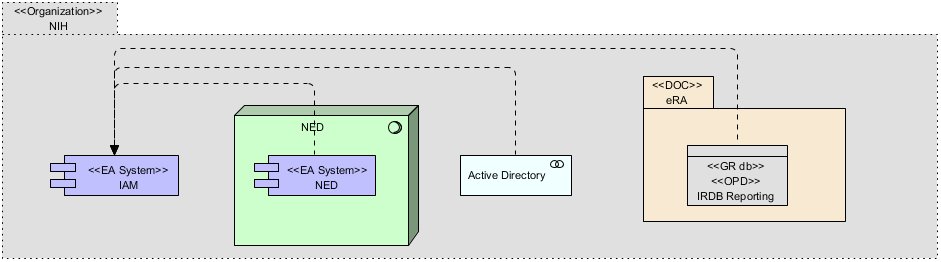 <<Organization>>
NIH
<<DOC>>
eRA
NED
<<EA System>>
IAM
<<EA System>>
NED
Active Directory
<<GR db>>
<<OPD>>
IRDB Reporting